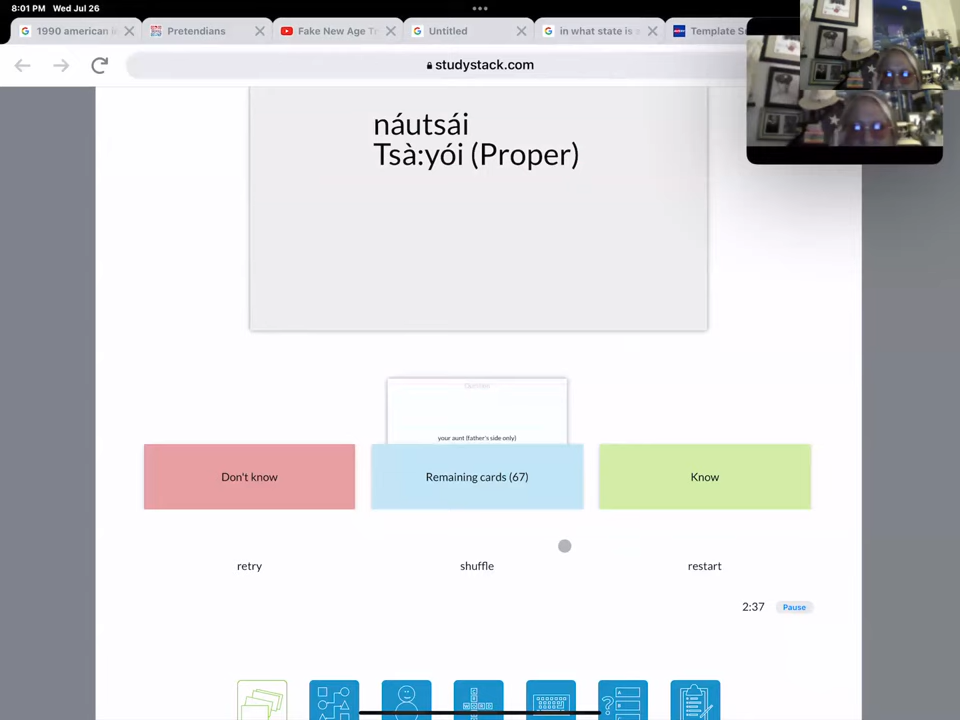 8:01 PM Wed Jul 26
1990 american i
Pretendians
Fake New Age T
Untitled
in what state is
Template S
studystack.com
náutsái
Tsà:yói (Proper)
your aunt (father's side only)
Don't know
Remaining cards (67)
Know
retry
shuffle
restart
2:37
Pause